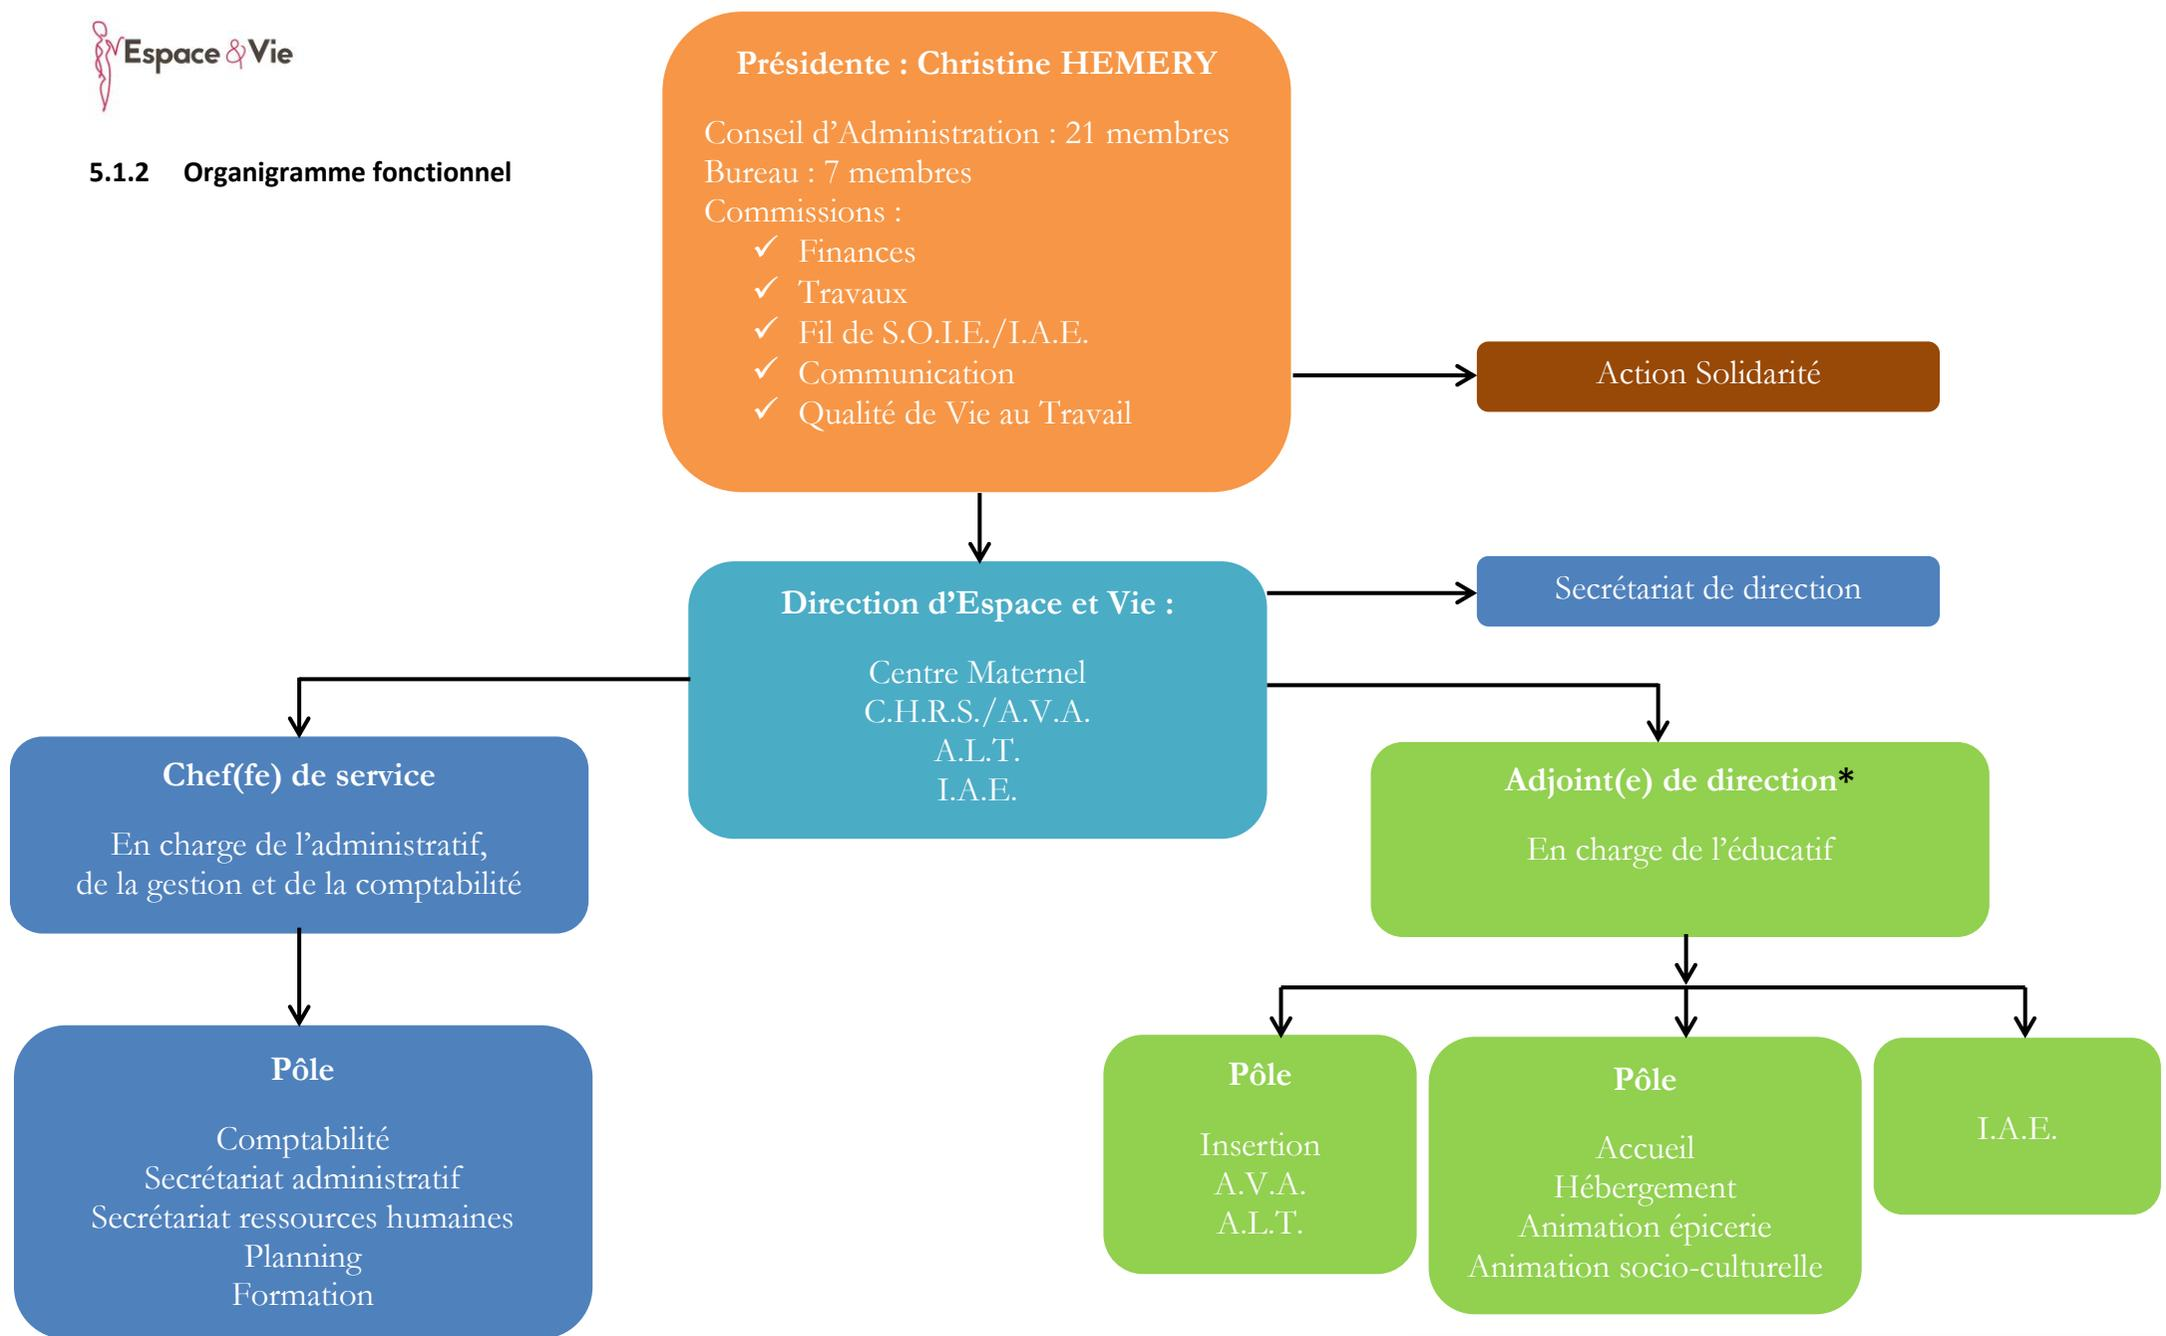 Espace & Vie
5.1.2 Organigramme fonctionnel
Présidente : Christine HEMERY
Conseil d’Administration : 21 membres
Bureau : 7 membres
Commissions :
✓ Finances
✓ Travaux
✓ Fil de S.O.I.E./I.A.E.
✓ Communication
✓ Qualité de Vie au Travail
Action Solidarité
Direction d’Espace et Vie :
Centre Maternel
C.H.R.S./A.V.A.
A.L.T.
I.A.E.
Secrétariat de direction
Chef(fe) de service
En charge de l’administratif,
de la gestion et de la comptabilité
Adjoint(e) de direction*
En charge de l’éducatif
Pôle
Comptabilité
Secrétariat administratif
Secrétariat ressources humaines
Planning
Formation
Pôle
Insertion
A.V.A.
A.L.T.
Pôle
Accueil
Hébergement
Animation épicerie
Animation socio-culturelle
I.A.E.